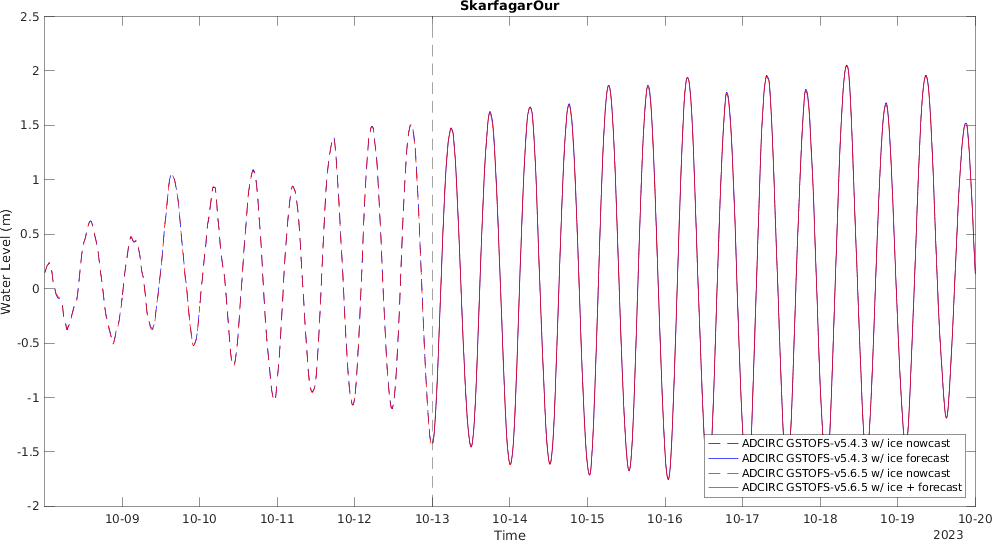 SkarfagarOur
2.5
2
1.5
1
0.5
0
-0.5
-1
-1.5
-2
Water Level (m)
ADCIRC GSTOFS-v5.4.3 w/ ice nowcast
ADCIRC GSTOFS-v5.4.3 w/ ice forecast
ADCIRC GSTOFS-v5.6.5 w/ ice nowcast
ADCIRC GSTOFS-v5.6.5 w/ ice + forecast
10-09 10-10 10-11 10-12 10-13 10-14 10-15 10-16 10-17 10-18 10-19 10-20
Time
2023